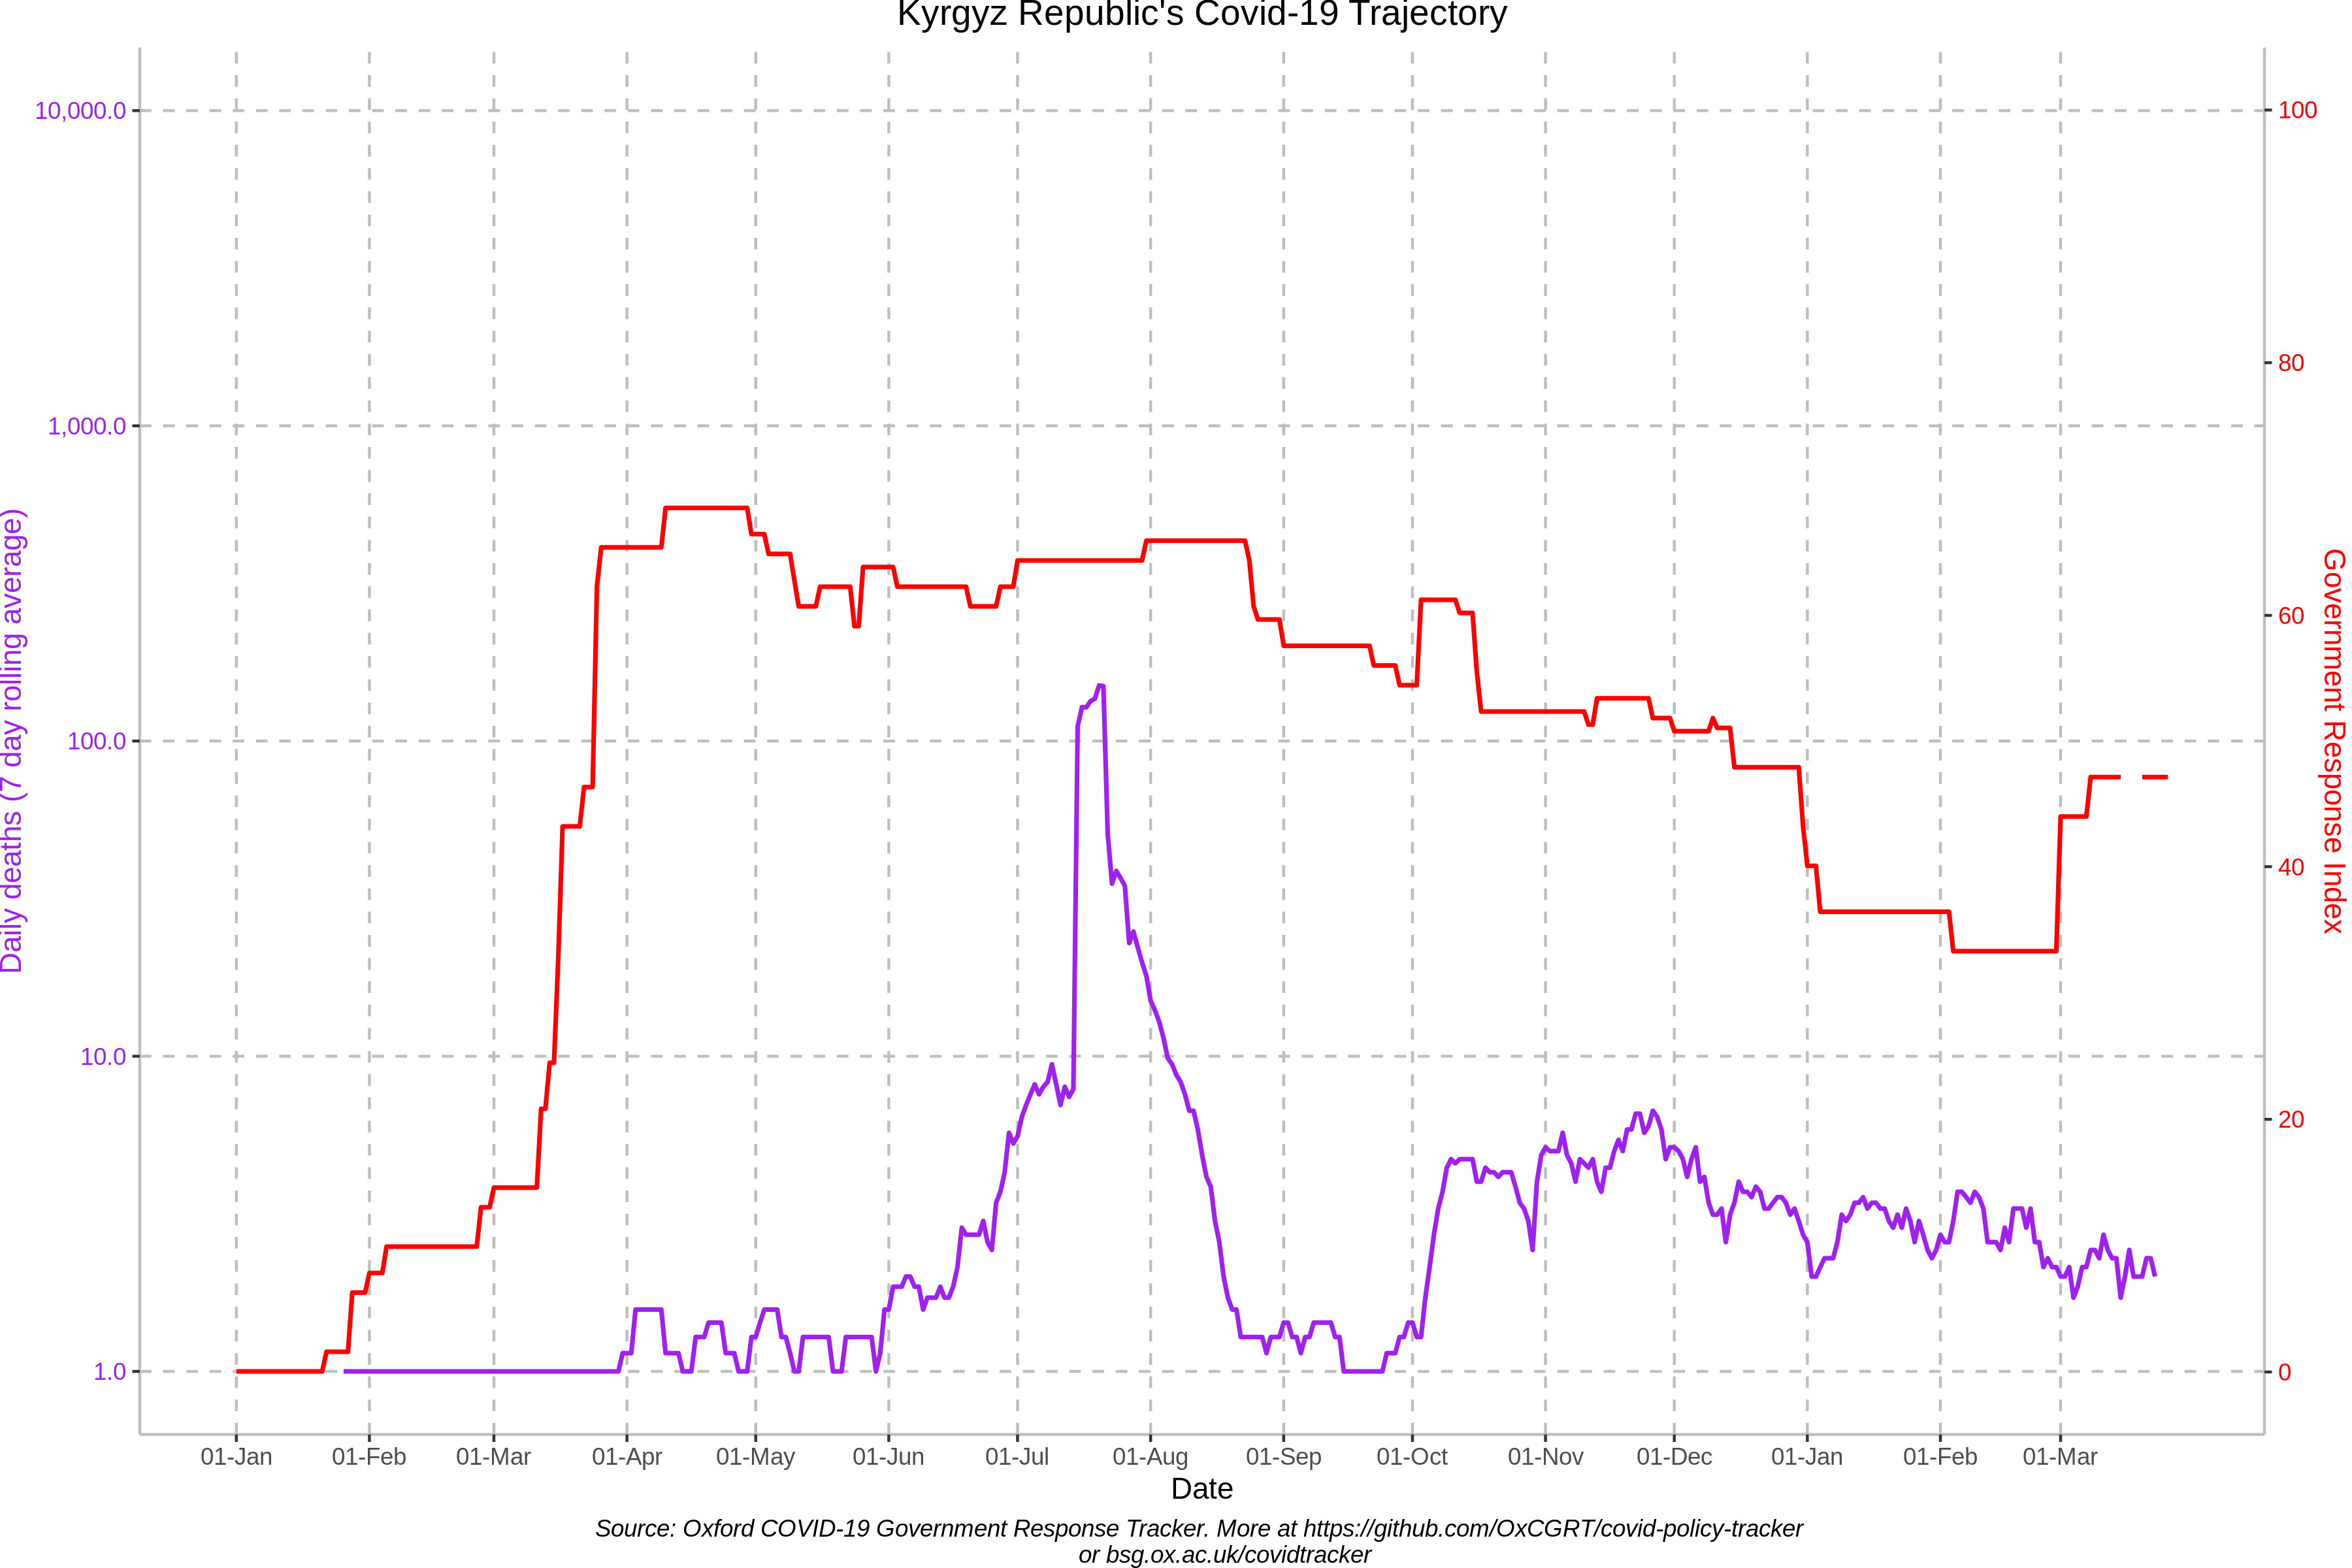 Kyrgyz Republic's Covid-19 Trajectory
10,000.0
1,000.0
100.0
10.0
1.0
Daily deaths (7 day rolling average)
100
80
60
40
20
0
Government Response Index
01-Jan 01-Feb 01-Mar 01-Apr 01-May 01-Jun 01-Jul 01-Aug 01-Sep 01-Oct 01-Nov 01-Dec 01-Jan 01-Feb 01-Mar
Date
Source: Oxford COVID-19 Government Response Tracker. More at https://github.com/OxCGRT/covid-policy-tracker
or bsg.ox.ac.uk/covidtracker